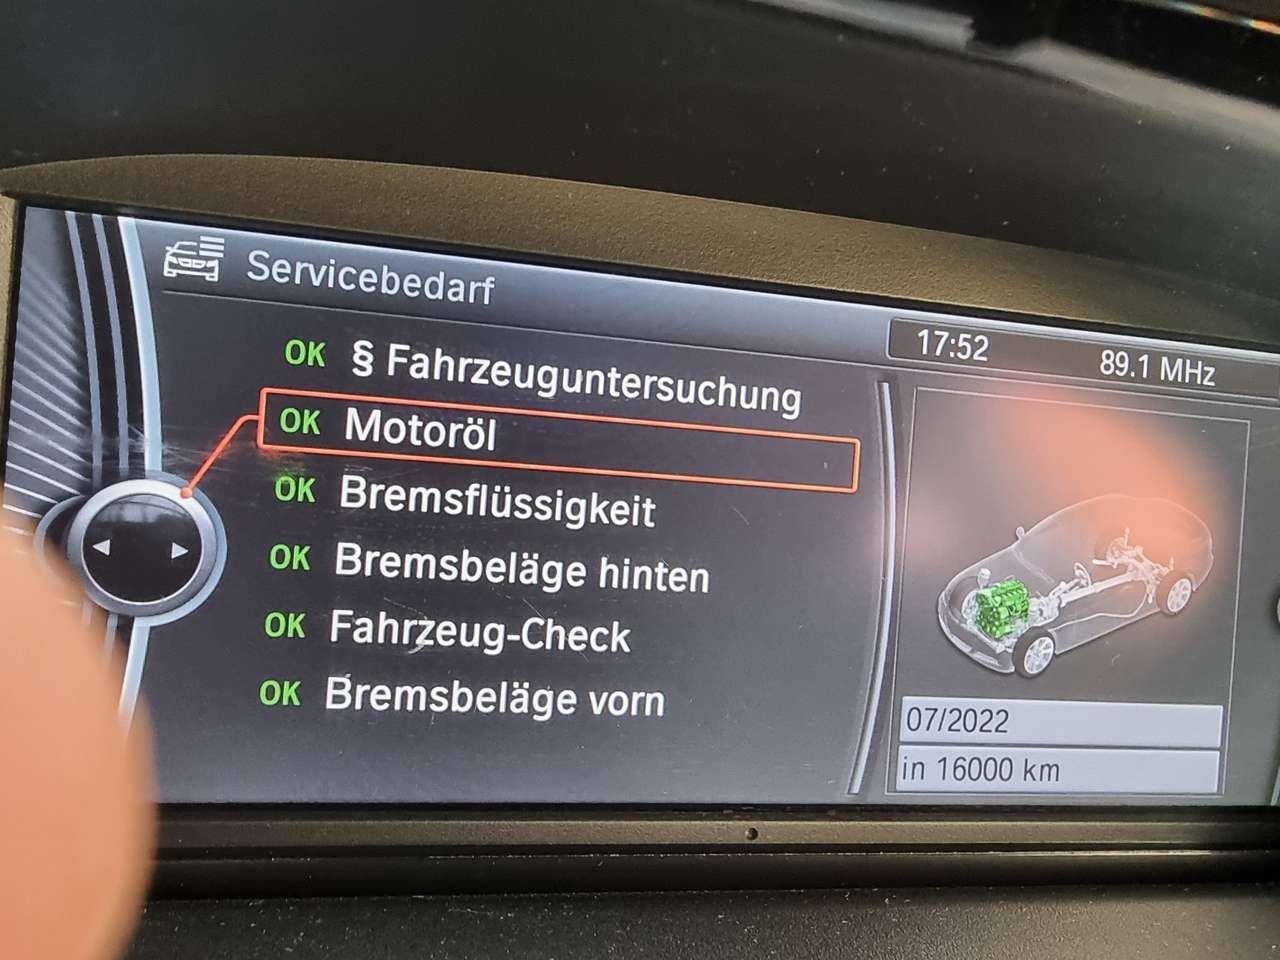 Servicebedarf
17:52 89.1 MHz
OK § Fahrzeuguntersuchung
OK Motoröl
OK Bremsflüssigkeit
OK Bremsbeläge hinten
OK Fahrzeug-Check
OK Bremsbeläge vorn
07/2022
in 16000 km